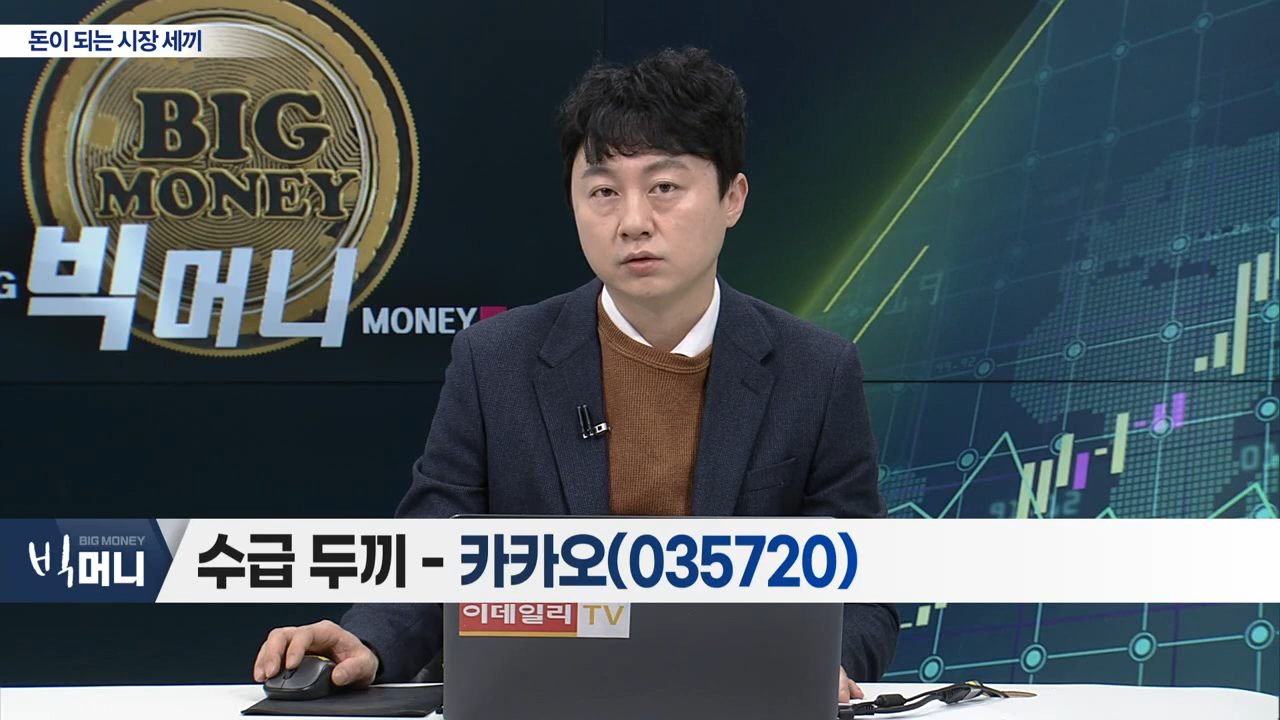 돈이 되는 시장 세끼
BIG
MONEY
G 빅머니 MONEY
BIG MONEY
빅머니
수급 두끼 - 카카오(035720)
이데일리 TV